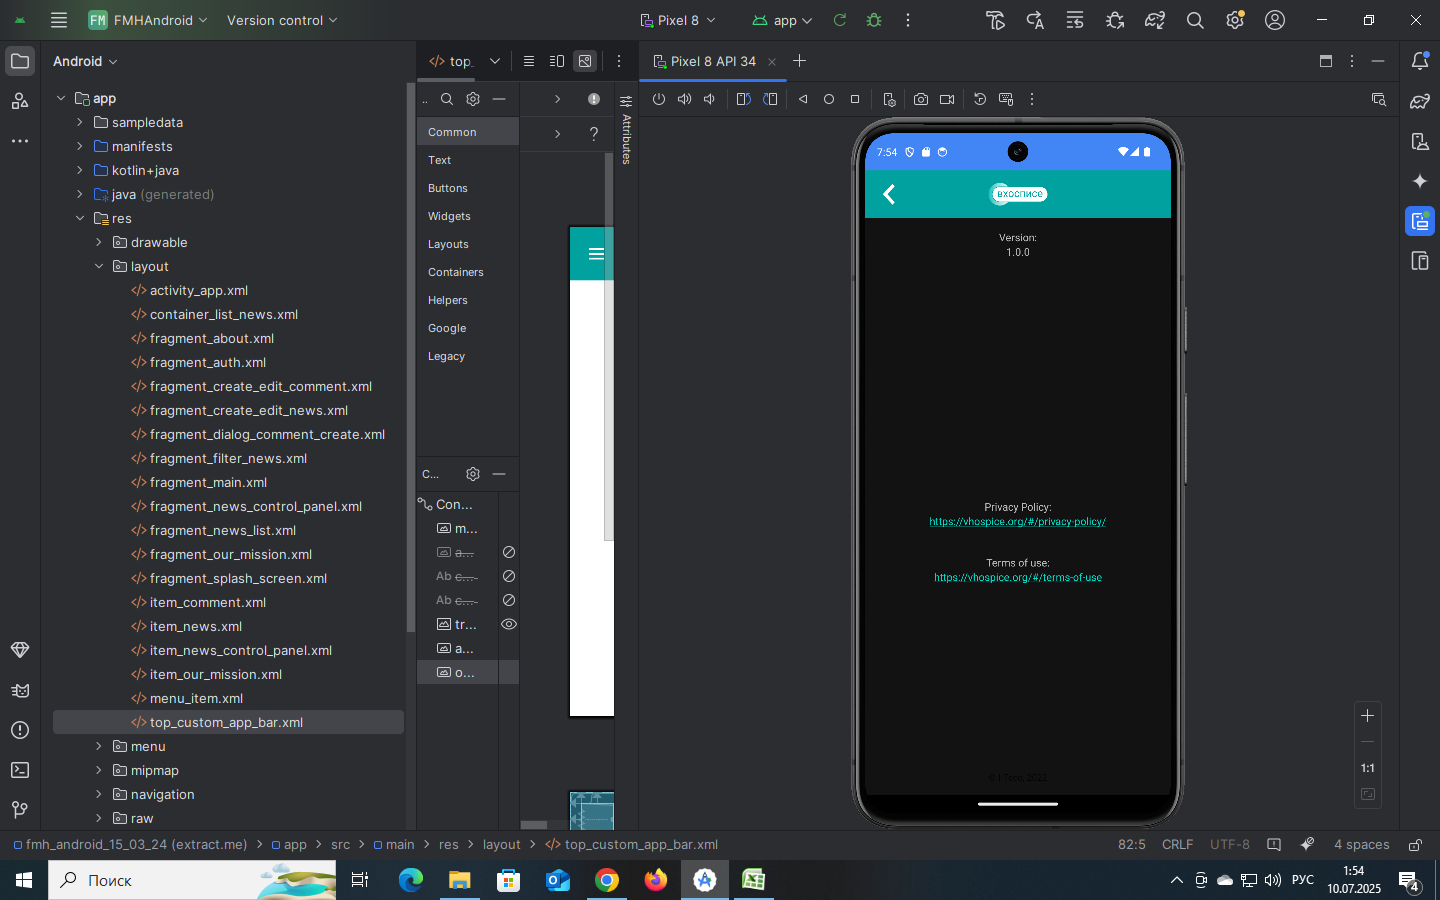 FM FMHAndroid
Version control
Pixel 8
app
Android
top_
Pixel 8 API 34
app
sampledata
manifests
kotlin+java
java (generated)
res
drawable
layout
activity_app.xml
container_list_news.xml
fragment_about.xml
fragment_auth.xml
fragment_create_edit_comment.xml
fragment_create_edit_news.xml
fragment_dialog_comment_create.xml
fragment_filter_news.xml
fragment_main.xml
fragment_news_control_panel.xml
fragment_news_list.xml
fragment_our_mission.xml
fragment_splash_screen.xml
item_comment.xml
item_news.xml
item_news_control_panel.xml
item_our_mission.xml
menu_item.xml
top_custom_app_bar.xml
menu
mipmap
navigation
raw
..
Common
Text
Buttons
Widgets
Layouts
Containers
Helpers
Google
Legacy
C...
Con...
m...
a...
Ab c...
Ab c...
tr...
a...
o...
?
Attributes
7:54
вхосписе
Version:
1.0.0
Privacy Policy:
https://vhospice.org/#/privacy-policy/
Terms of use:
https://vhospice.org/#/terms-of-use
1:1
fmh_android_15_03_24 (extract.me) > app > src > main > res > layout > top_custom_app_bar.xml
82:5 CRLF UTF-8 4 spaces
Поиск
РУС
1:54
10.07.2025
4